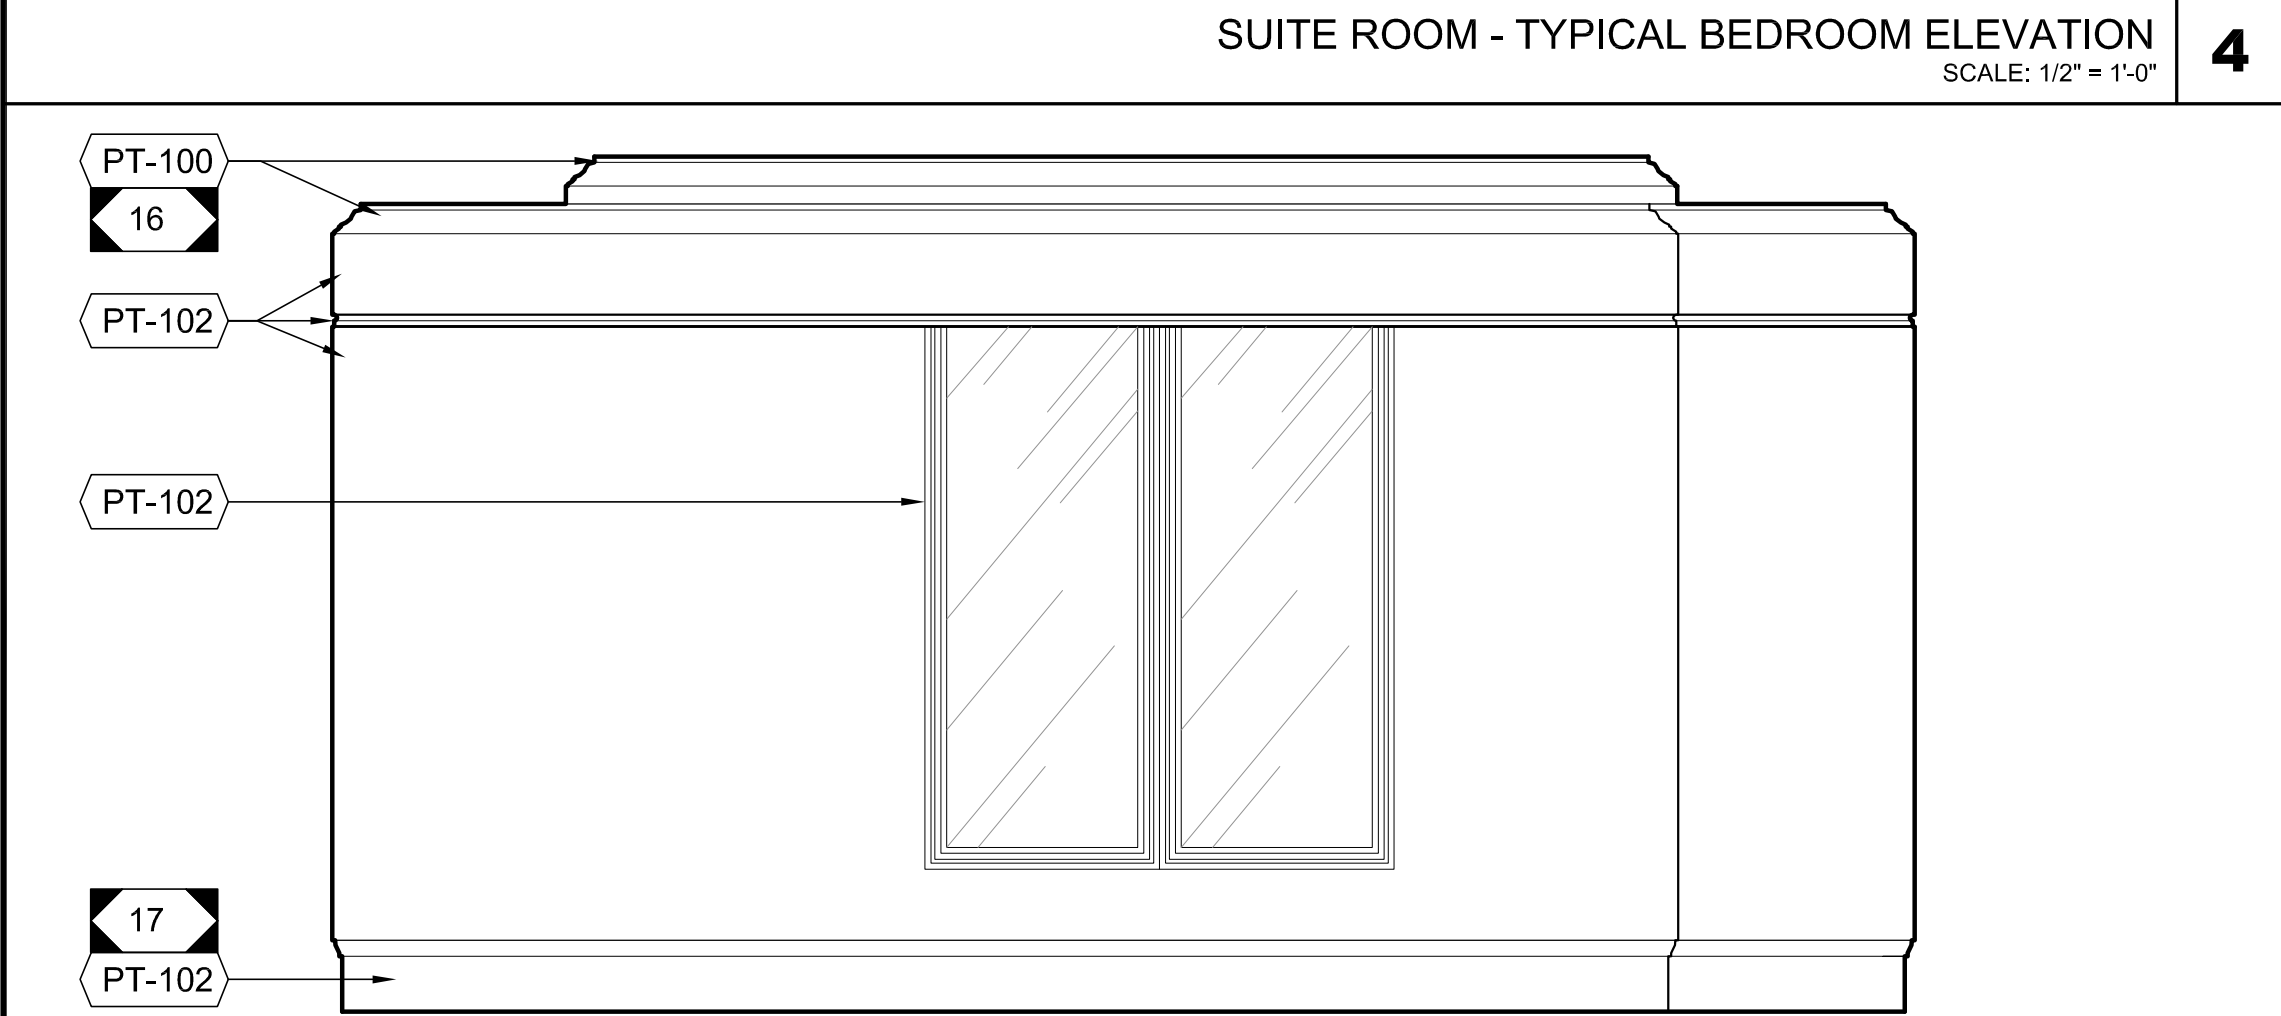 SUITE ROOM - TYPICAL BEDROOM ELEVATION
SCALE: 1/2" = 1'-0"
4
PT-100
16
PT-102
PT-102
17
PT-102